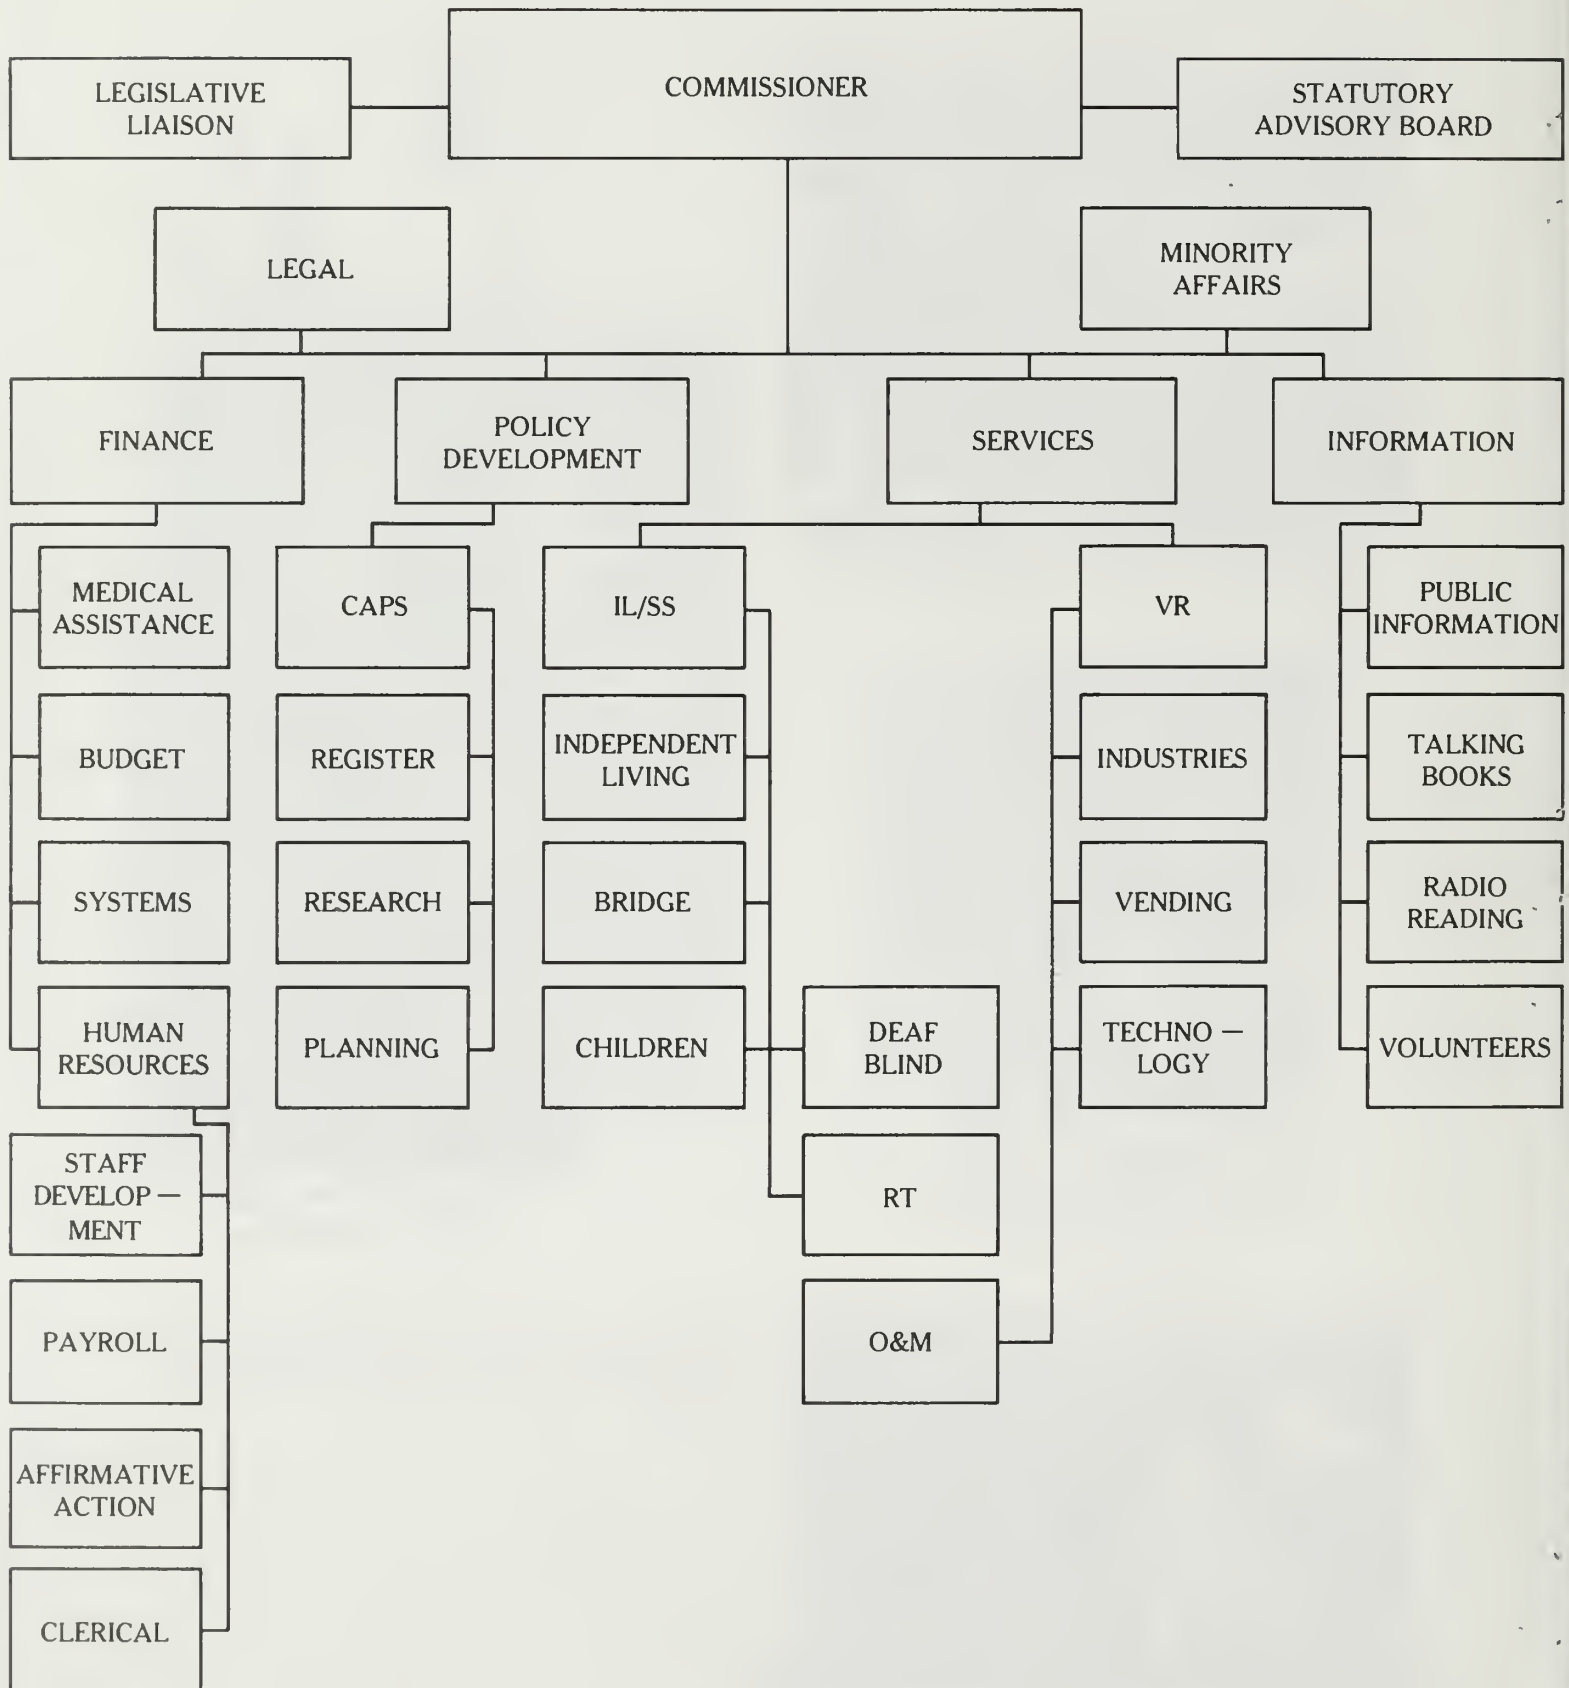 COMMISSIONER
LEGISLATIVE
LIAISON
STATUTORY
ADVISORY BOARD
LEGAL
MINORITY
AFFAIRS
FINANCE
POLICY
DEVELOPMENT
SERVICES
INFORMATION
MEDICAL
ASSISTANCE
CAPS
IL/SS
VR
PUBLIC
INFORMATION
BUDGET
REGISTER
INDEPENDENT
LIVING
INDUSTRIES
TALKING
BOOKS
SYSTEMS
RESEARCH
BRIDGE
VENDING
RADIO
READING
HUMAN
RESOURCES
PLANNING
CHILDREN
DEAF
BLIND
TECHNO —
LOGY
VOLUNTEERS
STAFF
DEVELOP —
MENT
RT
PAYROLL
O&M
AFFIRMATIVE
ACTION
CLERICAL